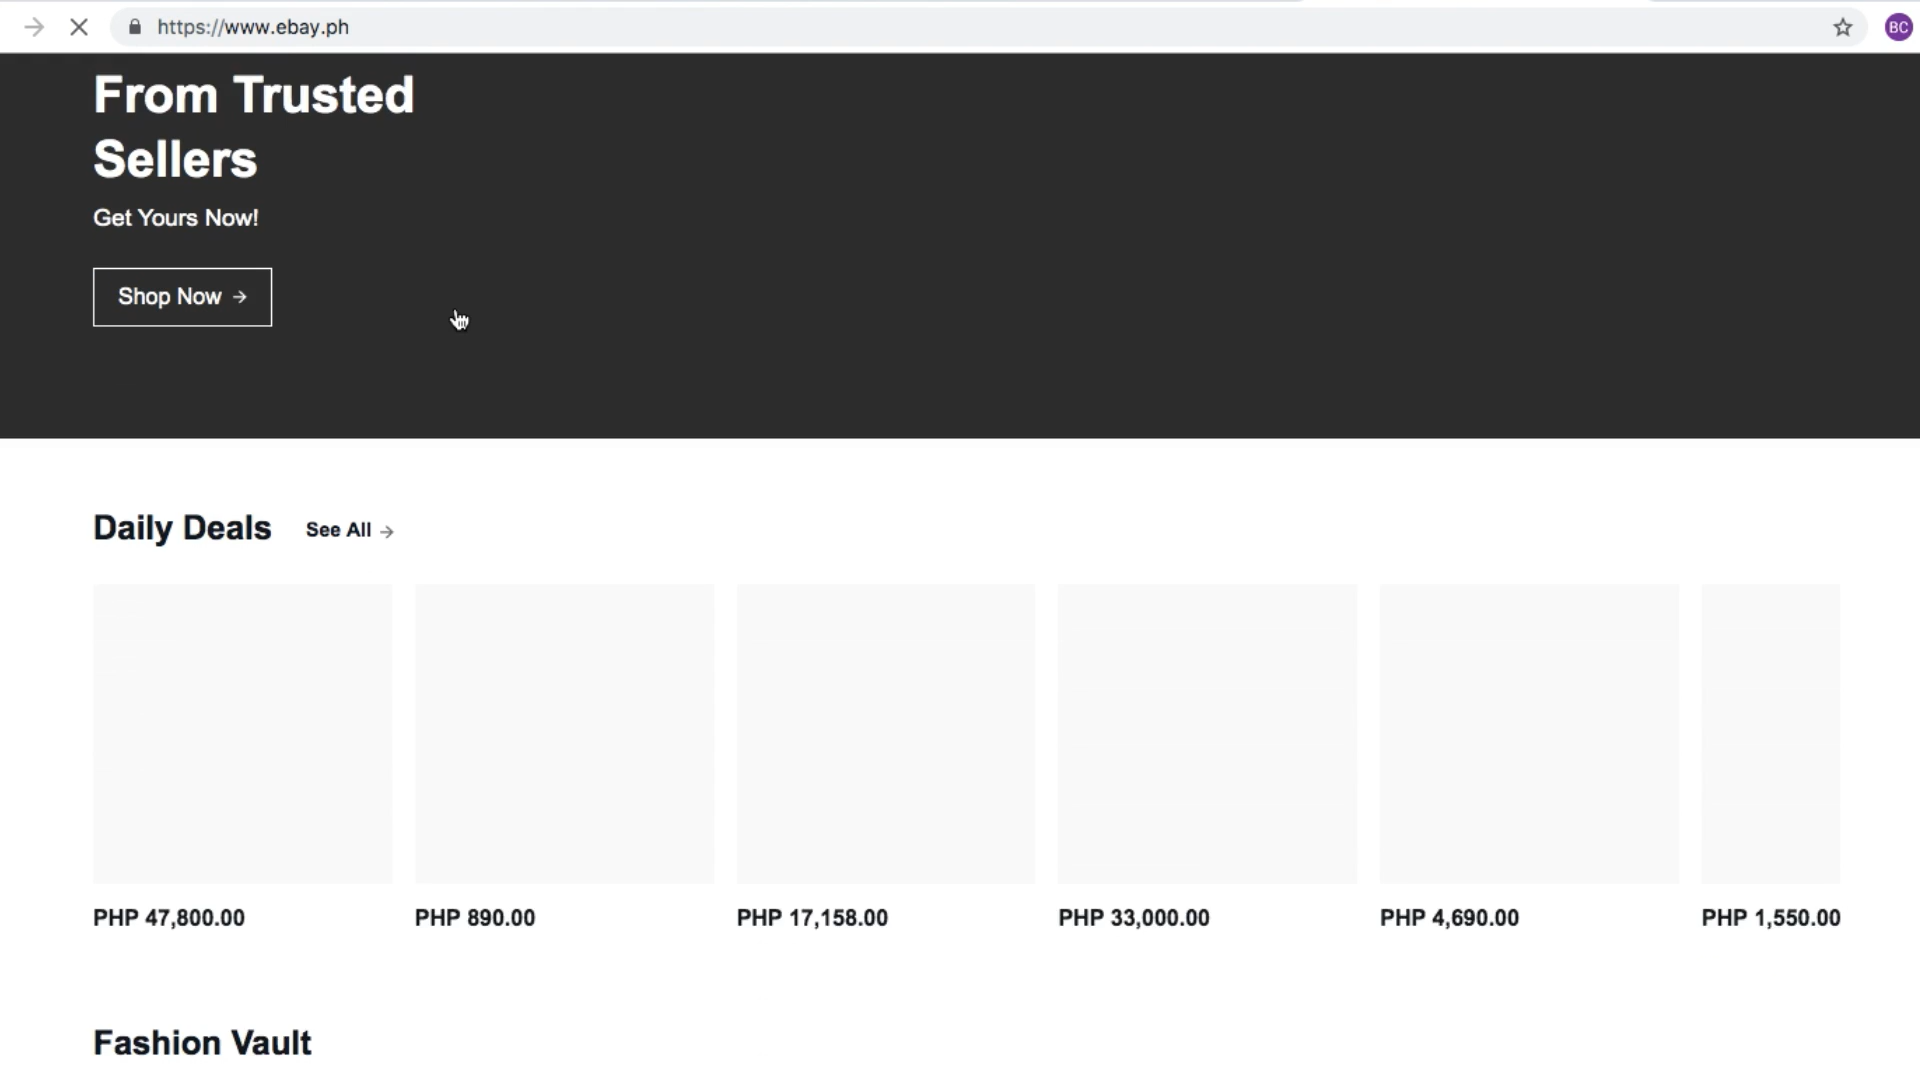 https://www.ebay.ph
BC
From Trusted
Sellers
Get Yours Now!
Shop Now →
Daily Deals See All →
PHP 47,800.00 PHP 890.00 PHP 17,158.00 PHP 33,000.00 PHP 4,690.00 PHP 1,550.00
Fashion Vault